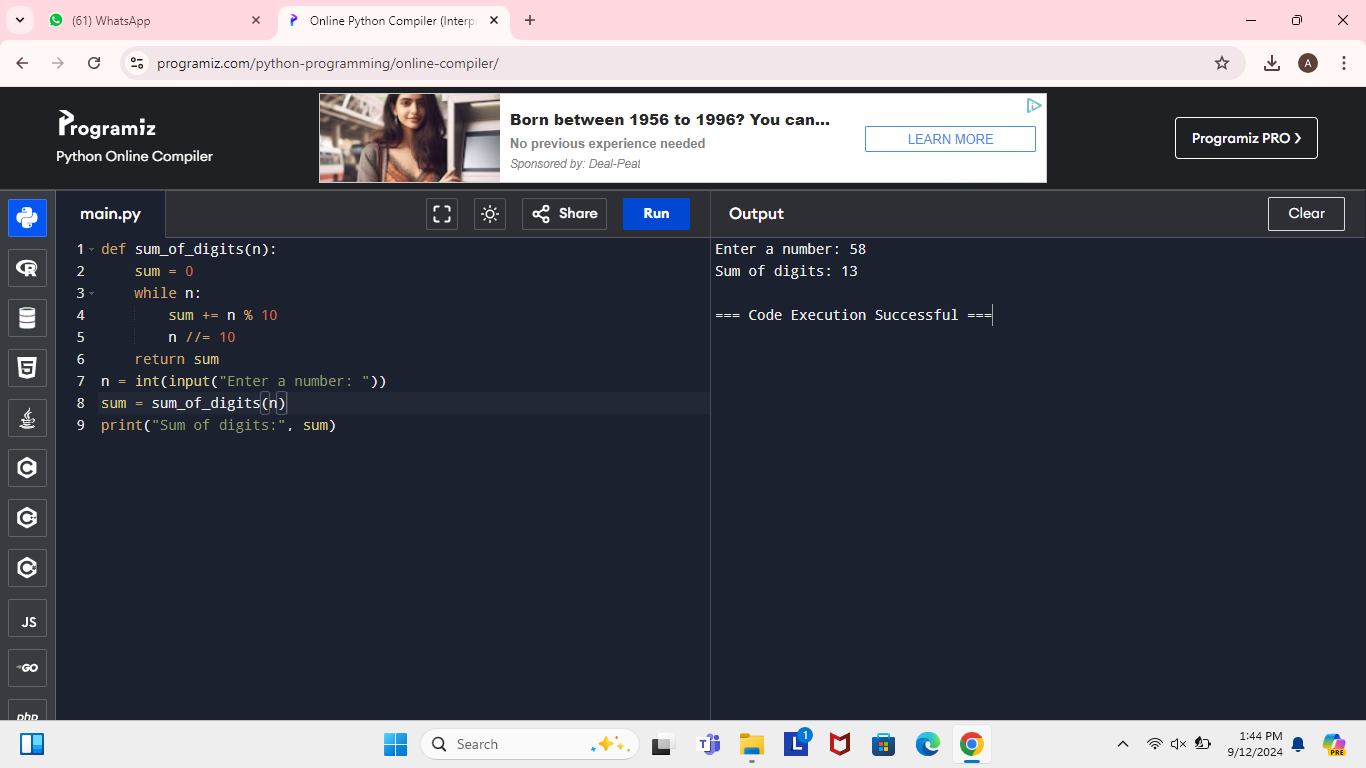 (61) WhatsApp
Online Python Compiler (Interp
programiz.com/python-programming/online-compiler/
A
Programiz
Python Online Compiler
Born between 1956 to 1996? You can...
No previous experience needed
Sponsored by: Deal-Peat
LEARN MORE
Programiz PRO >
main.py
Share
Run
Output
Clear
1 def sum_of_digits(n):
2     sum = 0
3     while n:
4         sum += n % 10
5         n //= 10
6     return sum
7 n = int(input("Enter a number: "))
8 sum = sum_of_digits(n)
9 print("Sum of digits:", sum)
Enter a number: 58
Sum of digits: 13
=== Code Execution Successful ===
R
5
C
C
C
JS
GO
php
Search
T
L
1
1:44 PM
9/12/2024
PRE